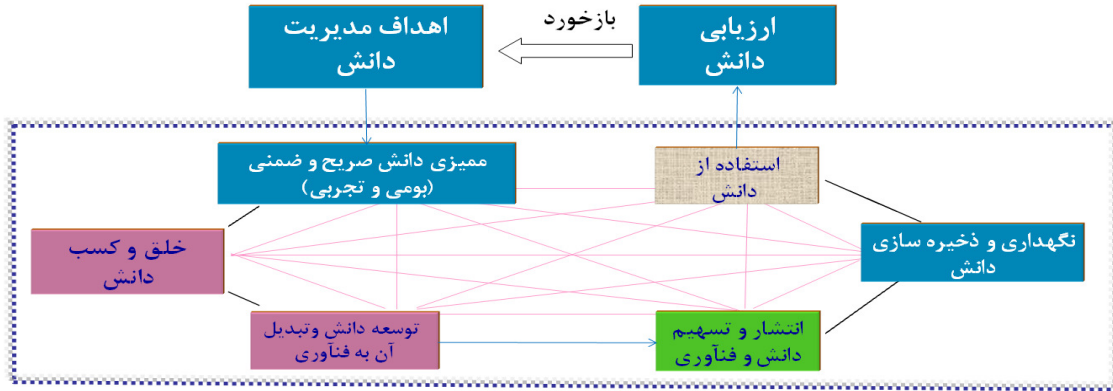 اهداف مدیریت
دانش
بازخورد
ارزیابی
دانش
ممیزی دانش صریح و ضمنی
(بومی و تجربی)
استفاده از
دانش
خلق و کسب
دانش
نگهداری و ذخیره سازی
دانش
توسعه دانش وتبدیل
آن به فنآوری
انتشار و تسهیم
دانش و فنآوری